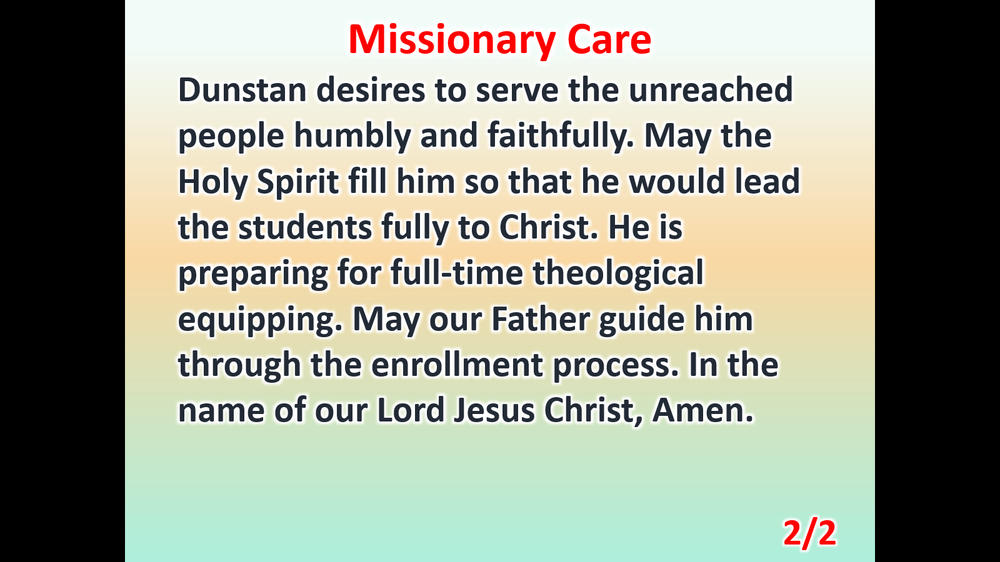 Missionary Care
Dunstan desires to serve the unreached
people humbly and faithfully. May the
Holy Spirit fill him so that he would lead
the students fully to Christ. He is
preparing for full-time theological
equipping. May our Father guide him
through the enrollment process. In the
name of our Lord Jesus Christ, Amen.
2/2